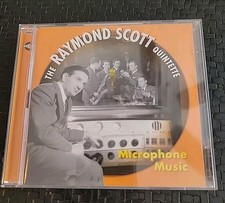 THE RAYMOND SCOTT QUINTETTE
Microphone
Music